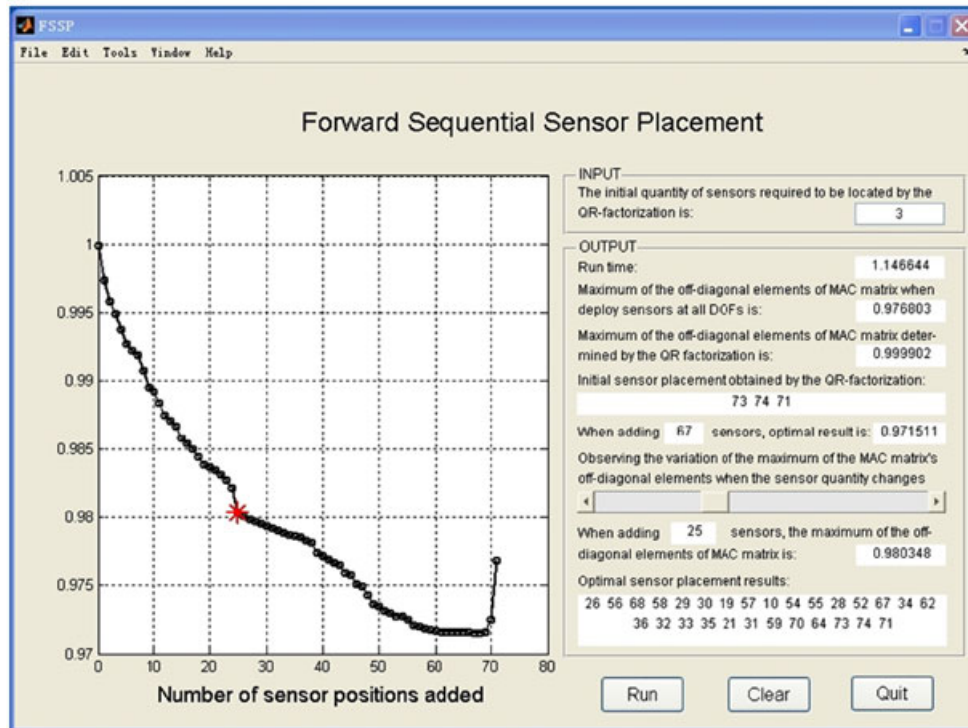 FSSP
File Edit Tools Window Help
Forward Sequential Sensor Placement
1.005
1
0.995
0.99
0.985
0.98
0.975
0.97
0 10 20 30 40 50 60 70 80
Number of sensor positions added
INPUT
The initial quantity of sensors required to be located by the
QR-factorization is: 3
OUTPUT
Run time: 1.146644
Maximum of the off-diagonal elements of MAC matrix when
deploy sensors at all DOFs is: 0.976803
Maximum of the off-diagonal elements of MAC matrix deter-
mined by the QR factorization is: 0.999902
Initial sensor placement obtained by the QR-factorization:
73 74 71
When adding 67 sensors, optimal result is: 0.971511
Observing the variation of the maximum of the MAC matrix's
off-diagonal elements when the sensor quantity changes
When adding 25 sensors, the maximum of the off-
diagonal elements of MAC matrix is: 0.980348
Optimal sensor placement results:
26 56 68 58 29 30 19 57 10 54 55 28 52 67 34 62
36 32 33 35 21 31 59 70 64 73 74 71
Run Clear Quit